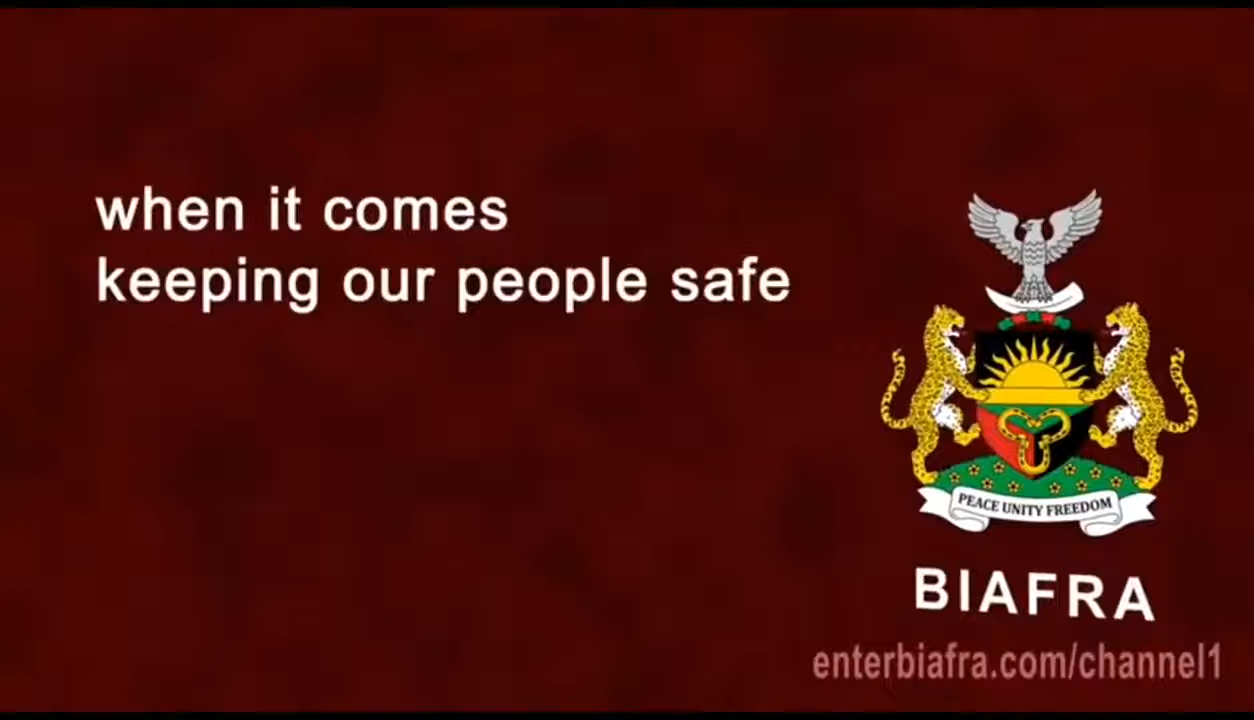 when it comes
keeping our people safe
PEACE UNITY FREEDOM
BIAFRA
enterbiafra.com/channel1